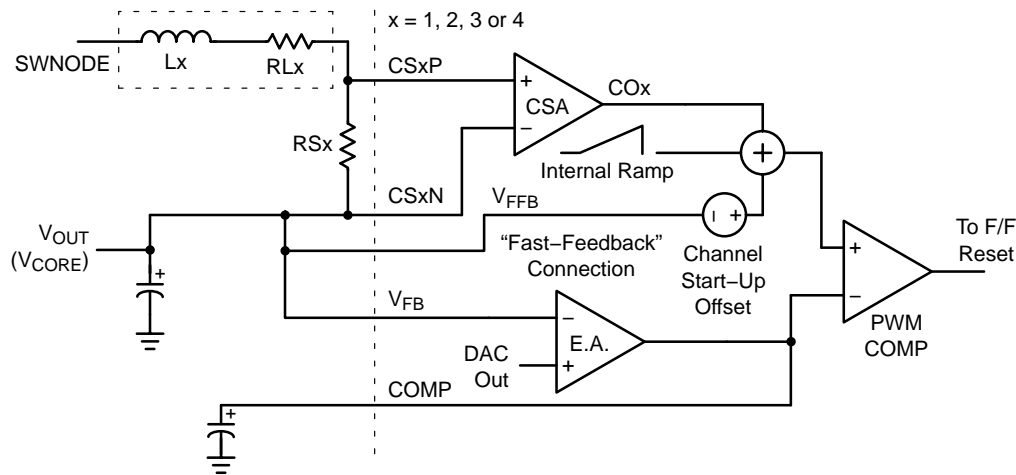 x = 1, 2, 3 or 4
SWNODE
Lx
RLx
CSxP
+
CSA
−
COx
RSx
Internal Ramp
+
CSxN
VFFB
− +
VOUT
(VCORE)
+
“Fast−Feedback”
Connection
Channel
Start−Up
Offset
+
−
PWM
COMP
To F/F
Reset
VFB
−
E.A.
+
DAC
Out
COMP
+